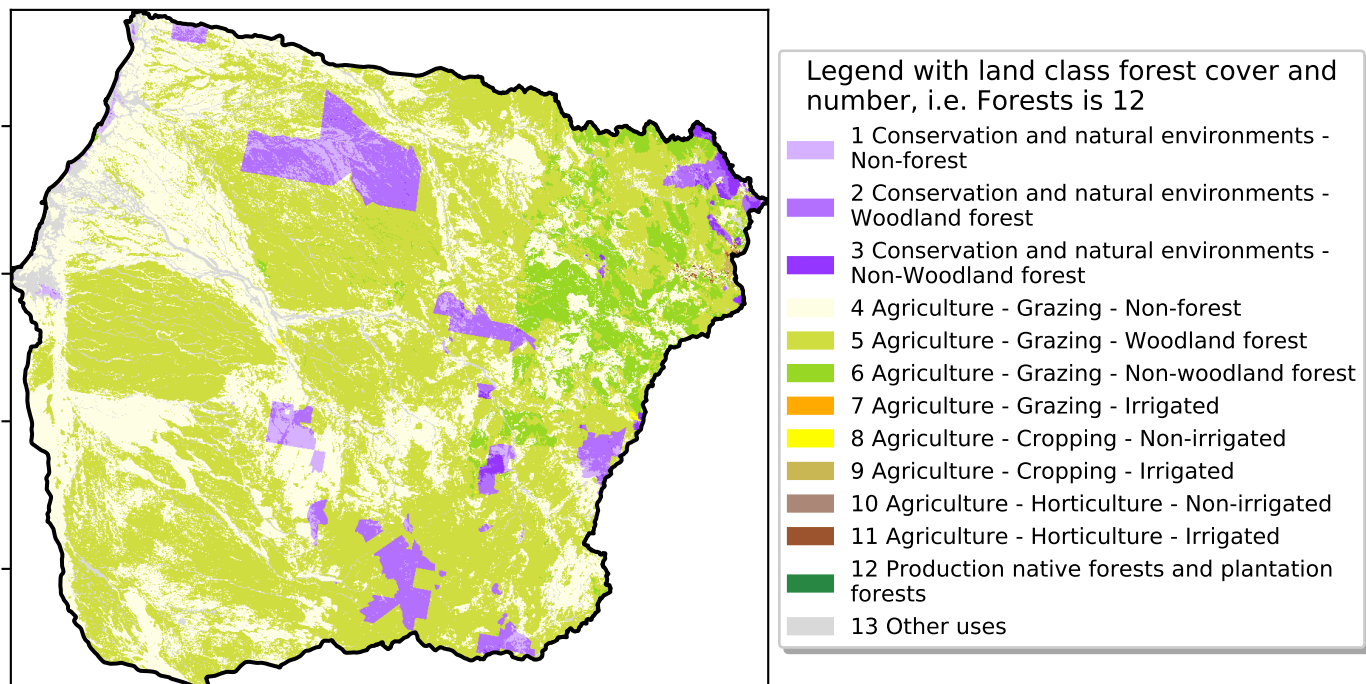 Legend with land class forest cover and
number, i.e. Forests is 12
1 Conservation and natural environments -
Non-forest
2 Conservation and natural environments -
Woodland forest
3 Conservation and natural environments -
Non-Woodland forest
4 Agriculture - Grazing - Non-forest
5 Agriculture - Grazing - Woodland forest
6 Agriculture - Grazing - Non-woodland forest
7 Agriculture - Grazing - Irrigated
8 Agriculture - Cropping - Non-irrigated
9 Agriculture - Cropping - Irrigated
10 Agriculture - Horticulture - Non-irrigated
11 Agriculture - Horticulture - Irrigated
12 Production native forests and plantation
forests
13 Other uses